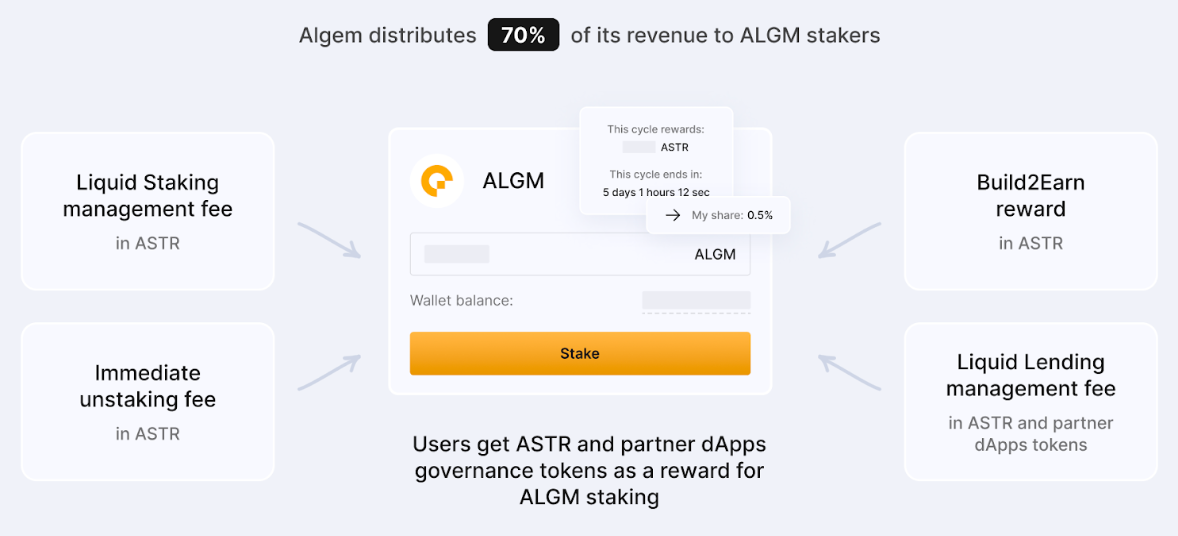 Algem distributes 70% of its revenue to ALGM stakers
Liquid Staking
management fee
in ASTR
Immediate
unstaking fee
in ASTR
ALGM
This cycle rewards:
ASTR
This cycle ends in:
5 days 1 hours 12 sec
My share: 0.5%
ALGM
Wallet balance:
Stake
Users get ASTR and partner dApps
governance tokens as a reward for
ALGM staking
Build2Earn
reward
in ASTR
Liquid Lending
management fee
in ASTR and partner
dApps tokens